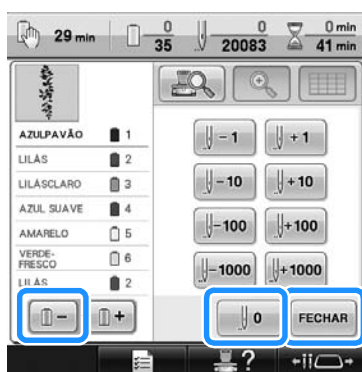 29 min
0
35
0
20083
0 min
41 min
AZULPAVÃO 1
LILÁS 2
LILÁSCLARO 3
AZUL SUAVE 4
AMARELO 5
VERDE-
FRESCO 6
LILÁS 2
- 1
+ 1
-10
+10
-100
+100
-1000
+1000
-
+
0
FECHAR
?